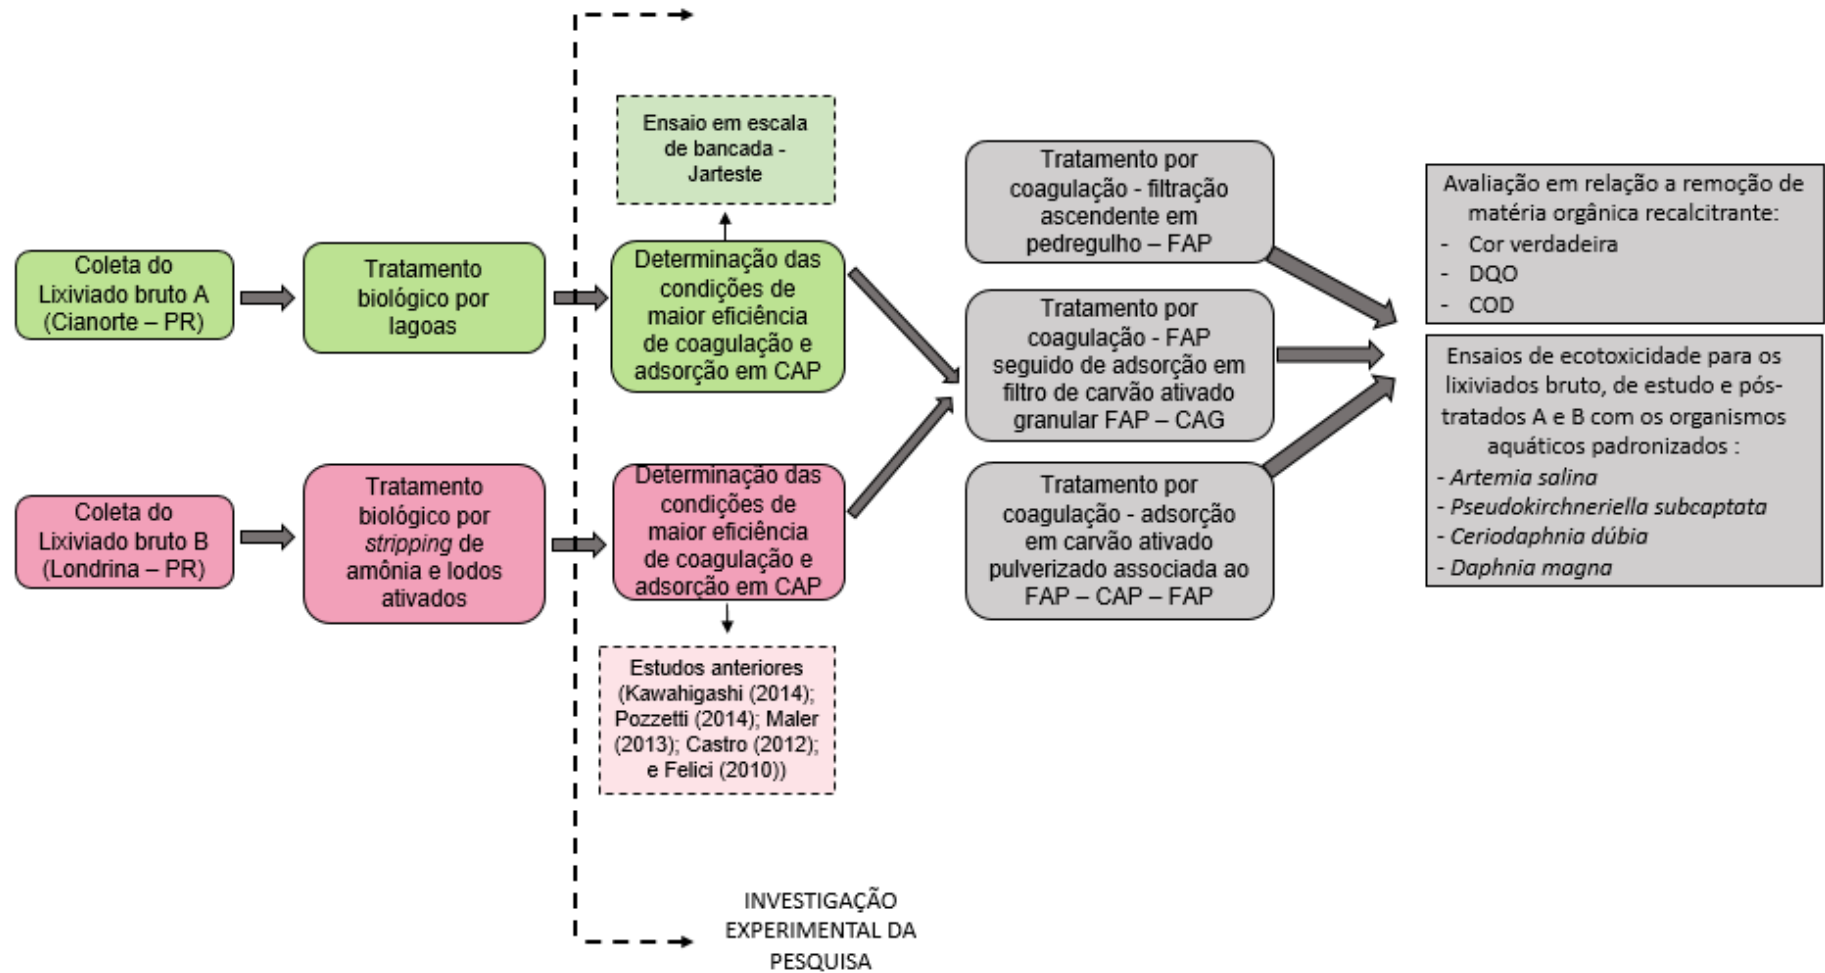 Coleta do
Lixiviado bruto A
(Cianorte – PR)
Tratamento
biológico por
lagoas
Ensaio em escala
de bancada -
Jarteste
Determinação das
condições de
maior eficiência
de coagulação e
adsorção em CAP
Coleta do
Lixiviado bruto B
(Londrina – PR)
Tratamento
biológico por
stripping de
amônia e lodos
ativados
Determinação das
condições de
maior eficiência
de coagulação e
adsorção em CAP
Estudos anteriores
(Kawahigashi (2014);
Pozzetti (2014); Maler
(2013); Castro (2012);
e Felici (2010))
Tratamento por
coagulação - filtração
ascendente em
pedregulho – FAP
Tratamento por
coagulação - FAP
seguido de adsorção em
filtro de carvão ativado
granular FAP – CAG
Tratamento por
coagulação - adsorção
em carvão ativado
pulverizado associada ao
FAP – CAP – FAP
Avaliação em relação a remoção de
matéria orgânica recalcitrante:
- Cor verdadeira
- DQO
- COD
Ensaios de ecotoxicidade para os
lixiviados bruto, de estudo e pós-
tratados A e B com os organismos
aquáticos padronizados :
- Artemia salina
- Pseudokirchneriella subcaptata
- Ceriodaphnia dúbia
- Daphnia magna
INVESTIGAÇÃO
EXPERIMENTAL DA
PESQUISA